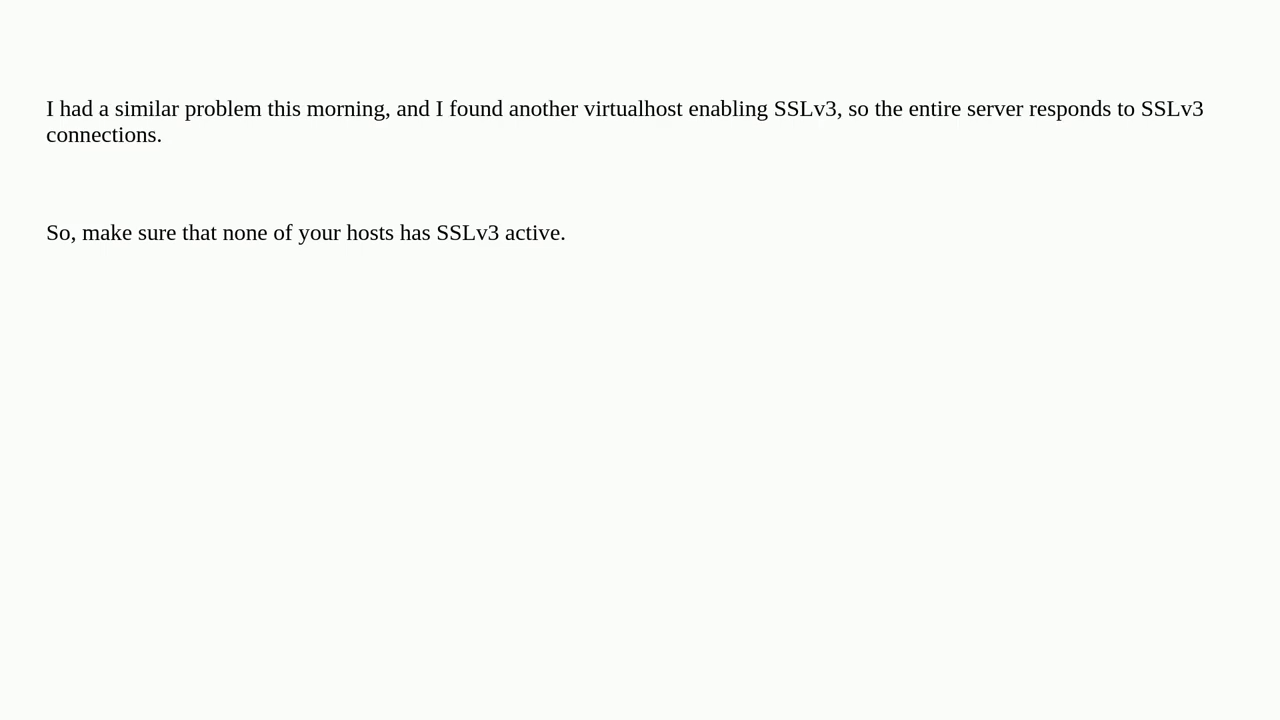 I had a similar problem this morning, and I found another virtualhost enabling SSLv3, so the entire server responds to SSLv3
connections.
So, make sure that none of your hosts has SSLv3 active.